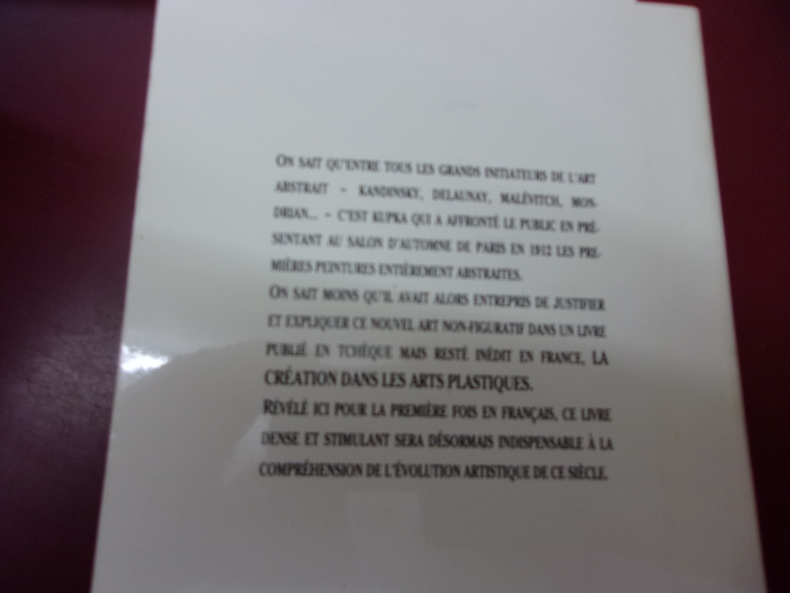 ON SAIT QU'ENTRE TOUS LES GRANDS INITIATEURS DE L'ART
ABSTRAIT – KANDINSKY, DELAUNAY, MALÉVITCH, MON-
DRIAN... – C'EST KUPKA QUI A AFFRONTÉ LE PUBLIC EN PRÉ-
SENTANT AU SALON D'AUTOMNE DE PARIS EN 1912 LES PRE-
MIÈRES PEINTURES ENTIÈREMENT ABSTRAITES.
ON SAIT MOINS QU'IL AVAIT ALORS ENTREPRIS DE JUSTIFIER
ET EXPLIQUER CE NOUVEL ART NON-FIGURATIF DANS UN LIVRE
PUBLIÉ EN TCHÈQUE MAIS RESTÉ INÉDIT EN FRANCE, LA
CRÉATION DANS LES ARTS PLASTIQUES.
RÉVÉLÉ ICI POUR LA PREMIÈRE FOIS EN FRANÇAIS, CE LIVRE
DENSE ET STIMULANT SERA DÉSORMAIS INDISPENSABLE À LA
COMPRÉHENSION DE L'ÉVOLUTION ARTISTIQUE DE CE SIÈCLE.